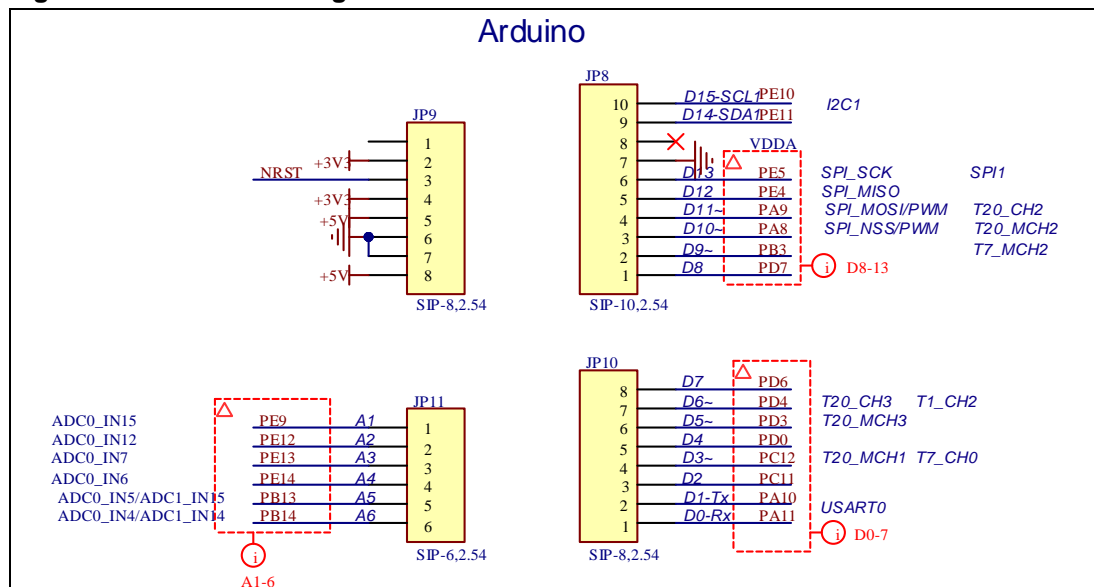 Arduino
JP9
1
+3V3 2
NRST 3
+3V3 4
+5V 5
6
7
+5V 8
SIP-8,2.54
JP8
10 D15-SCL1 PE10 I2C1
9 D14-SDA1 PE11
8
7 VDDA
6 D13 PE5 SPI_SCK SPI1
5 D12 PE4 SPI_MISO
4 D11~ PA9 SPI_MOSI/PWM T20_CH2
3 D10~ PA8 SPI_NSS/PWM T20_MCH2
2 D9~ PB3 T7_MCH2
1 D8 PD7
i D8-13
SIP-10,2.54
JP11
ADC0_IN15 PE9 A1 1
ADC0_IN12 PE12 A2 2
ADC0_IN7 PE13 A3 3
ADC0_IN6 PE14 A4 4
ADC0_IN5/ADC1_IN15 PB13 A5 5
ADC0_IN4/ADC1_IN14 PB14 A6 6
SIP-6,2.54
i
A1-6
JP10
8 D7 PD6
7 D6~ PD4 T20_CH3 T1_CH2
6 D5~ PD3 T20_MCH3
5 D4 PD0
4 D3~ PC12 T20_MCH1 T7_CH0
3 D2 PC11
2 D1-Tx PA10 USART0
1 D0-Rx PA11
i D0-7
SIP-8,2.54